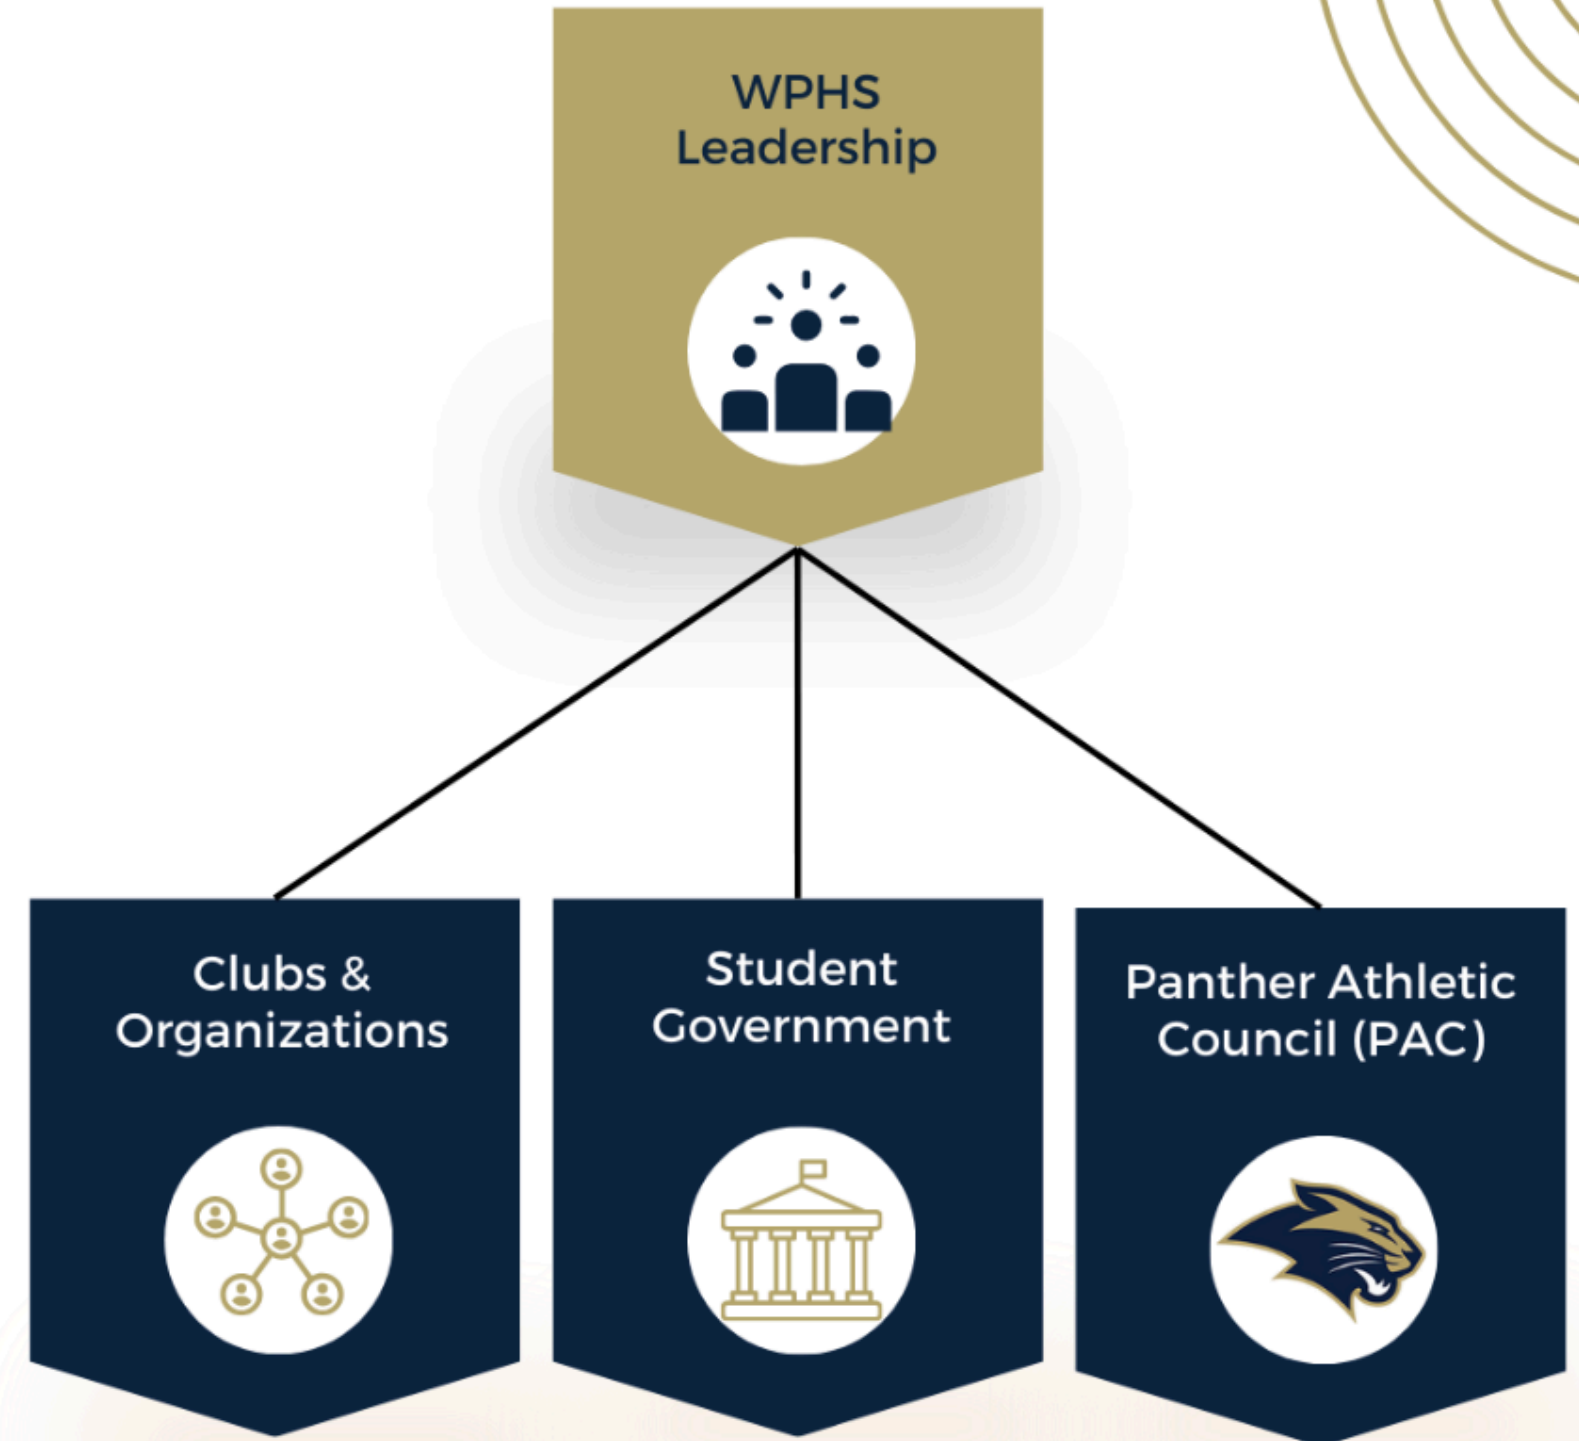 WPHS
Leadership
Clubs &
Organizations
Student
Government
Panther Athletic
Council (PAC)